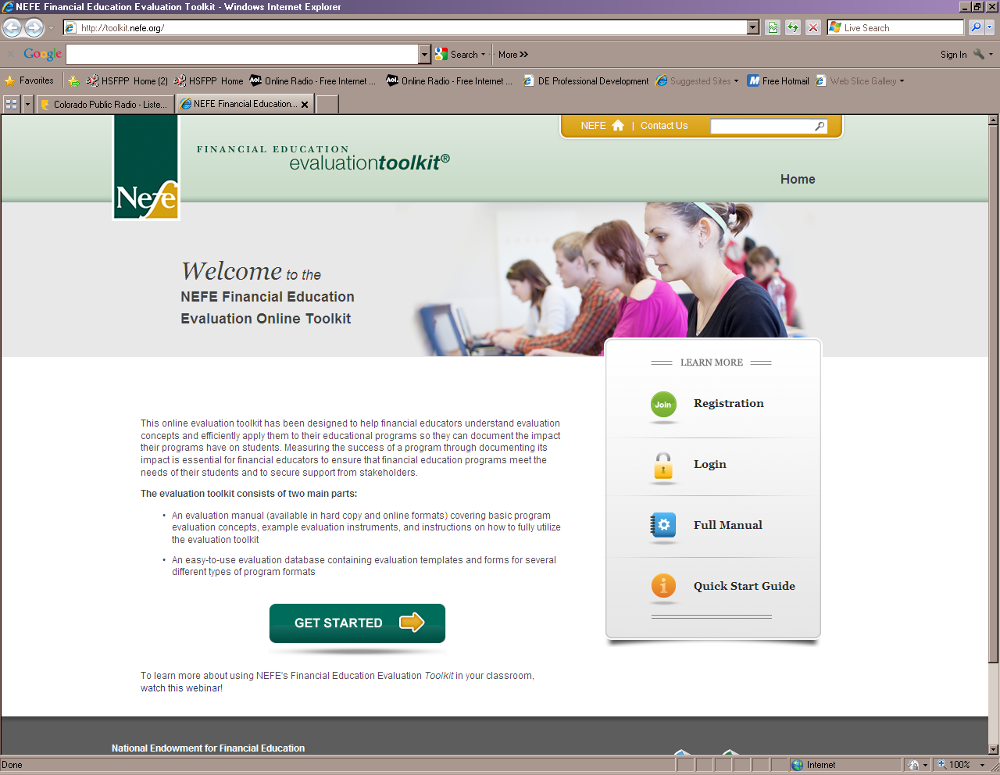 NEFE Financial Education Evaluation Toolkit - Windows Internet Explorer
http://toolkit.nefe.org/
Live Search
Google
Search
More >>
Sign In
Favorites
HSFPP Home (2)
HSFPP Home
Aol. Online Radio - Free Internet ...
Aol. Online Radio - Free Internet ...
DE Professional Development
Suggested Sites
Free Hotmail
Web Slice Gallery
Colorado Public Radio - Liste...
NEFE Financial Education...
NEFE | Contact Us
FINANCIAL EDUCATION
evaluationtoolkit®
Nefe
Home
Welcome to the
NEFE Financial Education
Evaluation Online Toolkit
LEARN MORE
Join
Registration
Login
Full Manual
Quick Start Guide
This online evaluation toolkit has been designed to help financial educators understand evaluation
concepts and efficiently apply them to their educational programs so they can document the impact
their programs have on students. Measuring the success of a program through documenting its
impact is essential for financial educators to ensure that financial education programs meet the
needs of their students and to secure support from stakeholders.
The evaluation toolkit consists of two main parts:
• An evaluation manual (available in hard copy and online formats) covering basic program
evaluation concepts, example evaluation instruments, and instructions on how to fully utilize
the evaluation toolkit
• An easy-to-use evaluation database containing evaluation templates and forms for several
different types of program formats
GET STARTED
To learn more about using NEFE's Financial Education Evaluation Toolkit in your classroom,
watch this webinar!
National Endowment for Financial Education
Done
Internet
100%